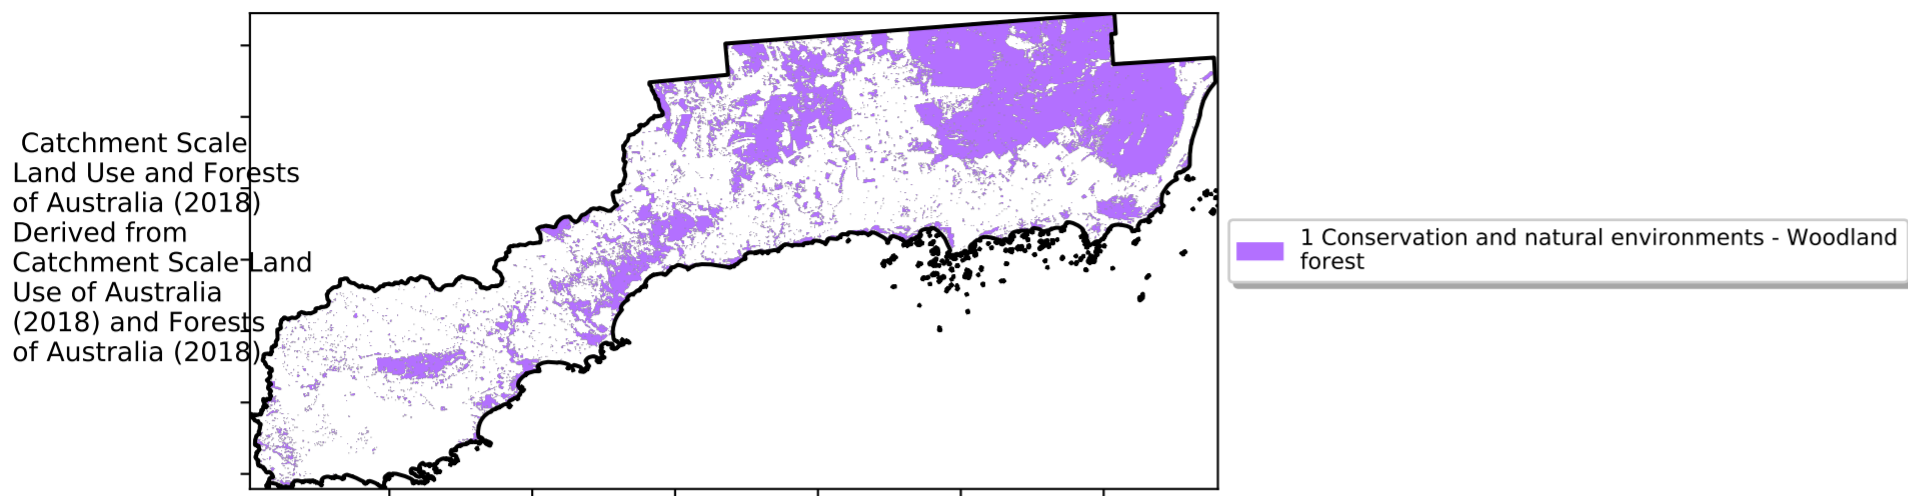 Catchment Scale
Land Use and Forests
of Australia (2018)
Derived from
Catchment Scale Land
Use of Australia
(2018) and Forests
of Australia (2018)
1 Conservation and natural environments - Woodland
forest